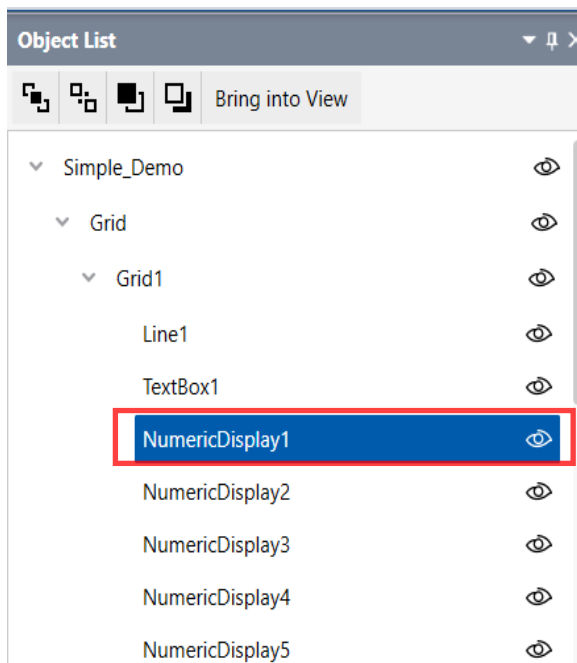 Object List
Bring into View
Simple_Demo
Grid
Grid1
Line1
TextBox1
NumericDisplay1
NumericDisplay2
NumericDisplay3
NumericDisplay4
NumericDisplay5